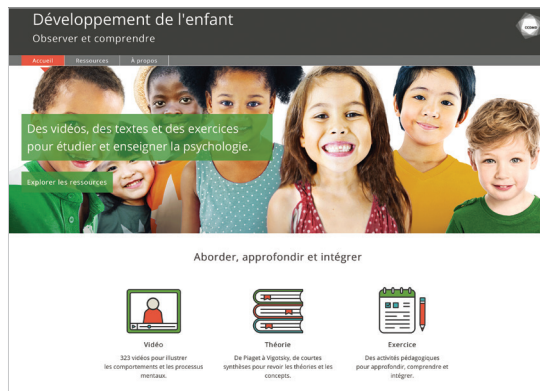 Développement de l'enfant
Observer et comprendre
Accueil
Ressources
À propos
Des vidéos, des textes et des exercices
pour étudier et enseigner la psychologie.
Explorer les ressources
Aborder, approfondir et intégrer
Vidéo
323 vidéos pour illustrer
les comportements et les processus
mentaux.
Théorie
De Piaget à Vigotsky, de courtes
synthèses pour revoir les théories et les
concepts.
Exercice
Des activités pédagogiques
pour approfondir, comprendre et
intégrer.